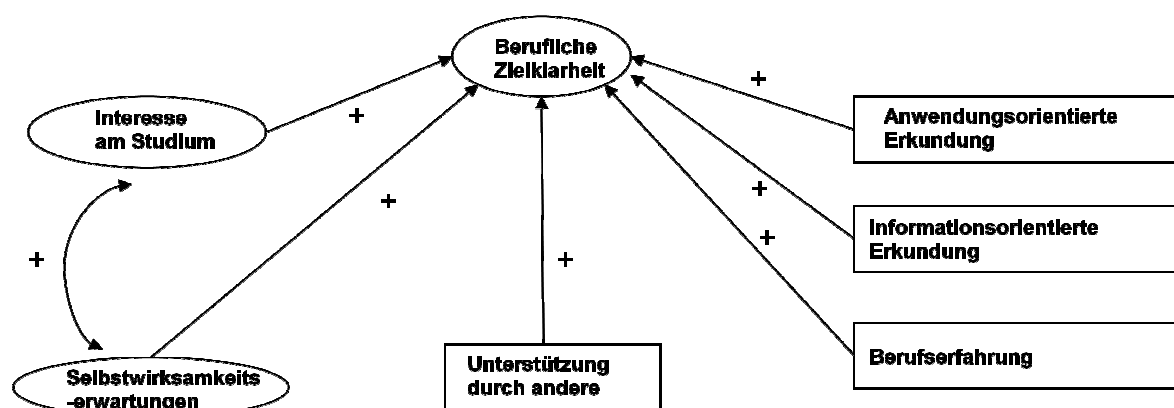 Berufliche
Zielklarheit
+
Interesse
am Studium
+
Anwendungsorientierte
Erkundung
+
+
Informationsorientierte
Erkundung
+
+
+
Unterstützung
durch andere
Berufserfahrung
Selbstwirksamkeits
-erwartungen